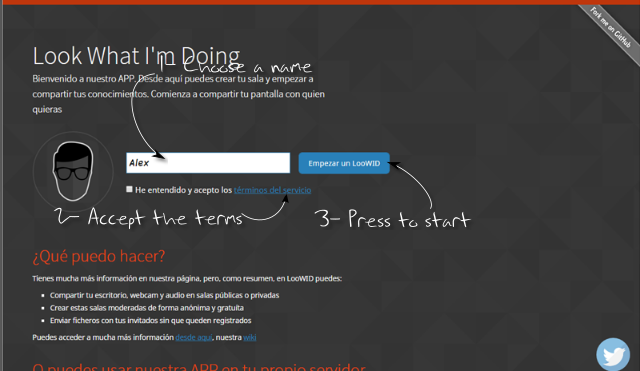 Fork me on GitHub
Look What I'm Doing
1- Choose a name
Bienvenido a nuestro APP. Desde aquí puedes crear tu sala y empezar a
compartir tus conocimientos. Comienza a compartir tu pantalla con quien
quieras
Alex
Empezar un LooWID
He entendido y acepto los términos del servicio
2- Accept the terms
3- Press to start
¿Qué puedo hacer?
Tienes mucha más información en nuestra página, pero, como resumen, en LooWID puedes:
Compartir tu escritorio, webcam y audio en salas públicas o privadas
Crear estas salas moderadas de forma anónima y gratuita
Enviar ficheros con tus invitados sin que queden registrados
Puedes acceder a mucha más información desde aquí, nuestra wiki
O puedes usar nuestra APP en tu propio servidor